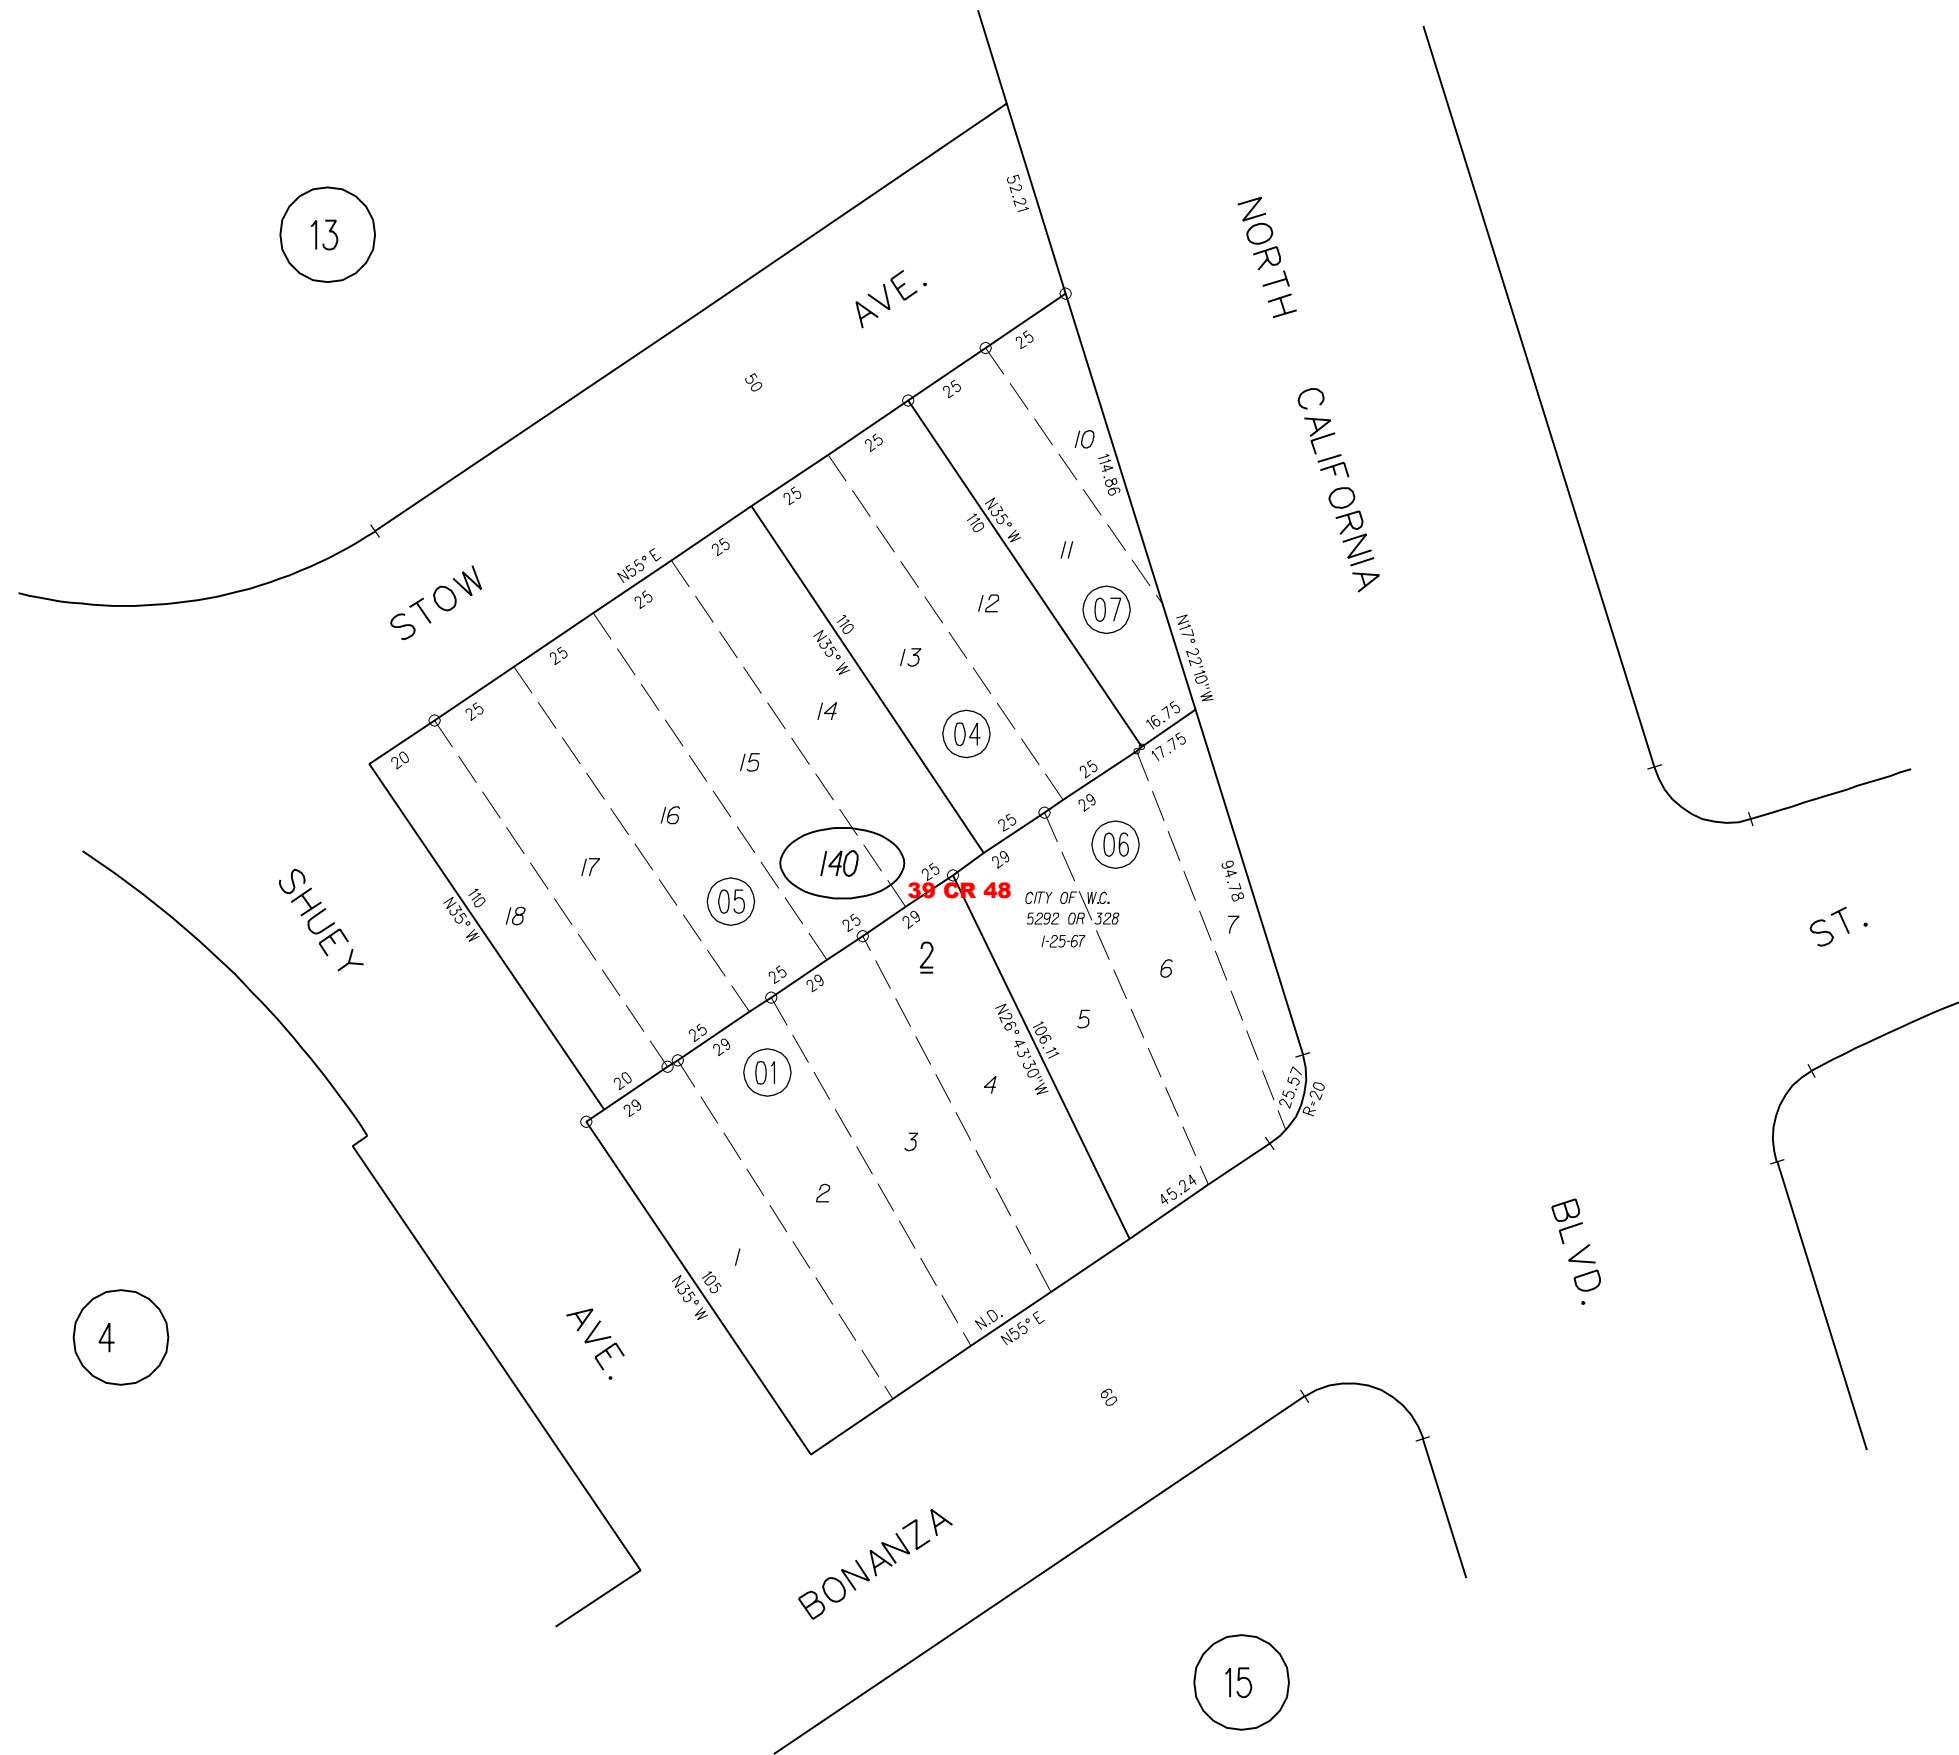 13
52.21
NORTH
AVE.
50
25
25
25
25
25
25
25
25
20
10
114.86
CALIFORNIA
N35° W
110
11
N55° E
STOW
12
07
110
N35° W
13
N17° 22'10" W
14
04
16.75
17.75
15
25
29
16
25
29
06
140
17
25
39 CR 48
CITY OF W.C.
5292 OR 328
1-25-67
94.78
7
ST.
SHUEY
110
N35° W
18
05
25
29
2
6
25
29
5
106.11
N26° 43'30" W
25
29
01
4
20
29
25.57
R=20
3
2
45.24
1
105
N35° W
N.D.
N55° E
BLVD.
4
AVE.
60
BONANZA
15